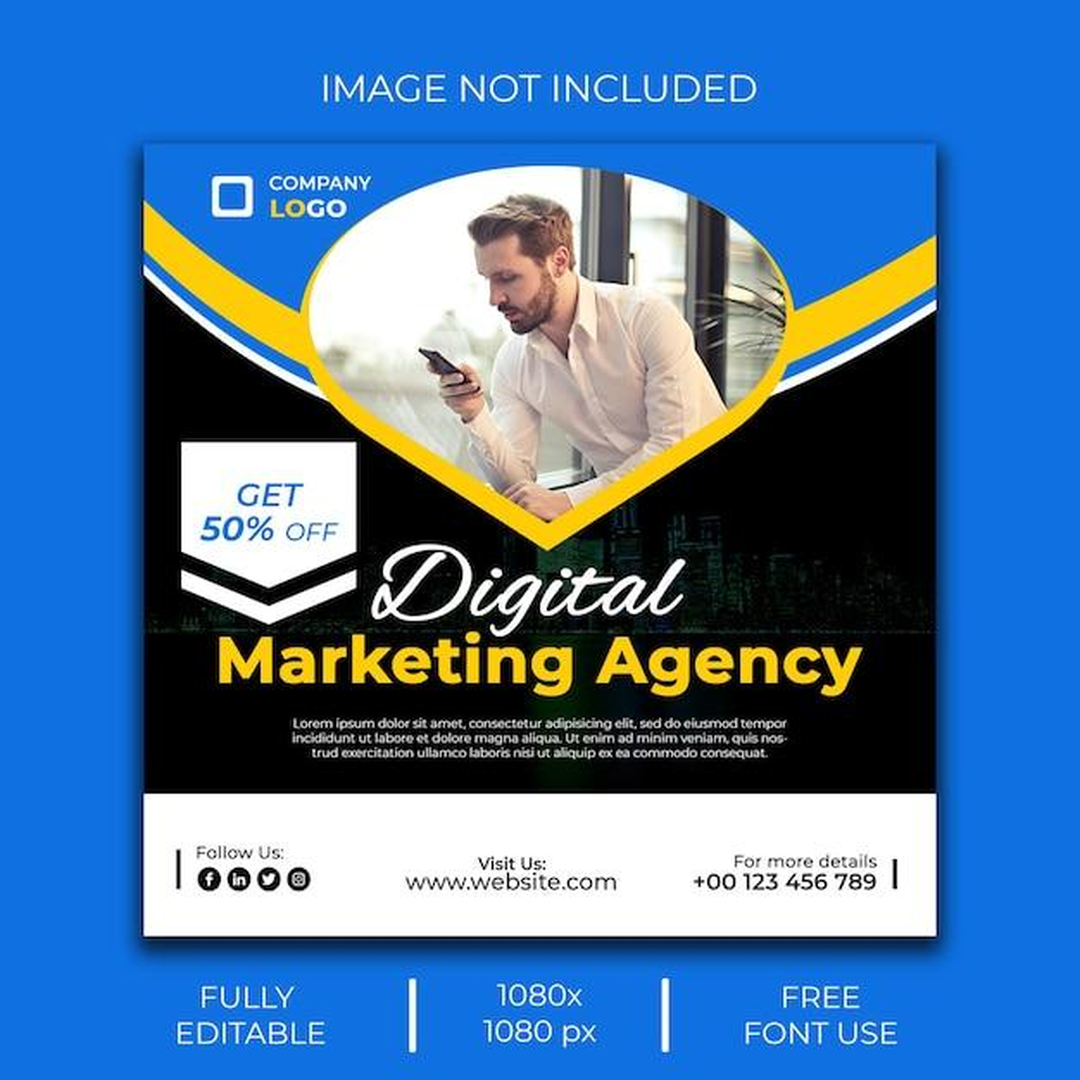 IMAGE NOT INCLUDED
COMPANY
LOGO
GET
50% OFF
Digital
Marketing Agency
Lorem ipsum dolor sit amet, consectetur adipisicing elit, sed do eiusmod tempor
incididunt ut labore et dolore magna aliqua. Ut enim ad minim veniam, quis nos-
trud exercitation ullamco laboris nisi ut aliquip ex ea commodo consequat.
Follow Us:
Visit Us:
www.website.com
For more details
+00 123 456 789
FULLY
EDITABLE
1080x
1080 px
FREE
FONT USE